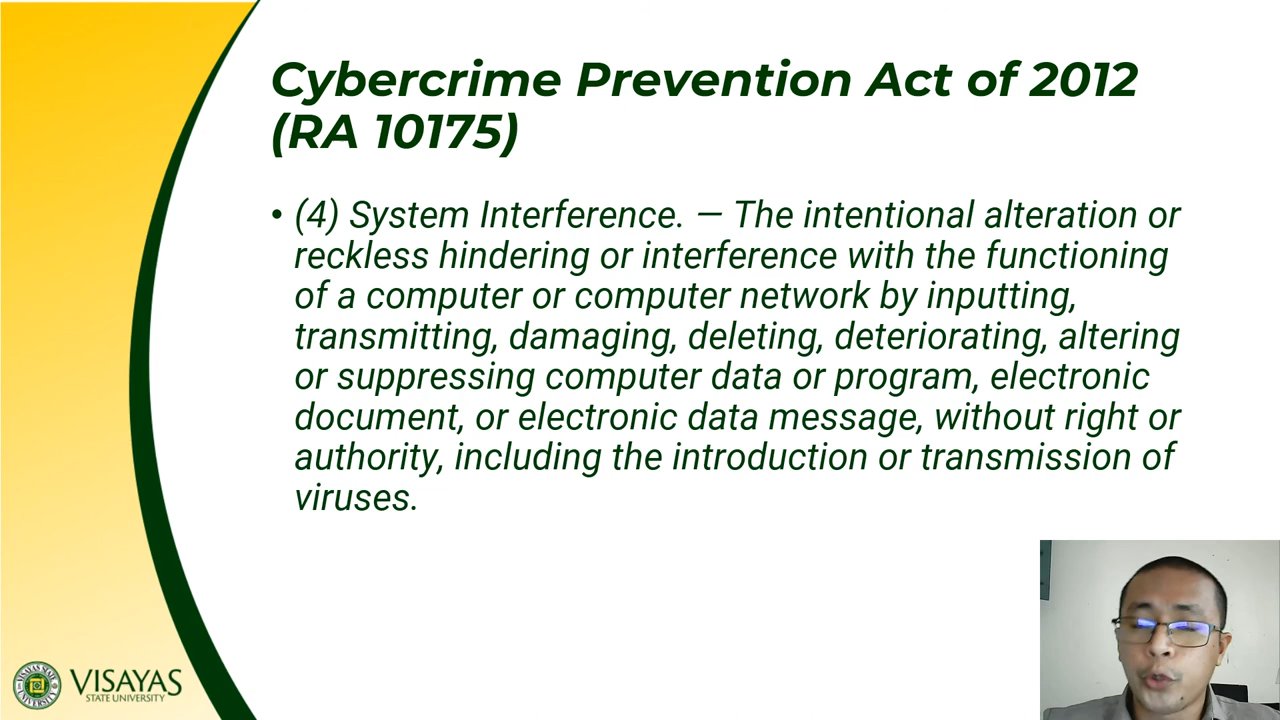 Cybercrime Prevention Act of 2012
(RA 10175)
• (4) System Interference. — The intentional alteration or
reckless hindering or interference with the functioning
of a computer or computer network by inputting,
transmitting, damaging, deleting, deteriorating, altering
or suppressing computer data or program, electronic
document, or electronic data message, without right or
authority, including the introduction or transmission of
viruses.
VISAYAS STATE UNIVERSITY
VISAYAS
STATE UNIVERSITY